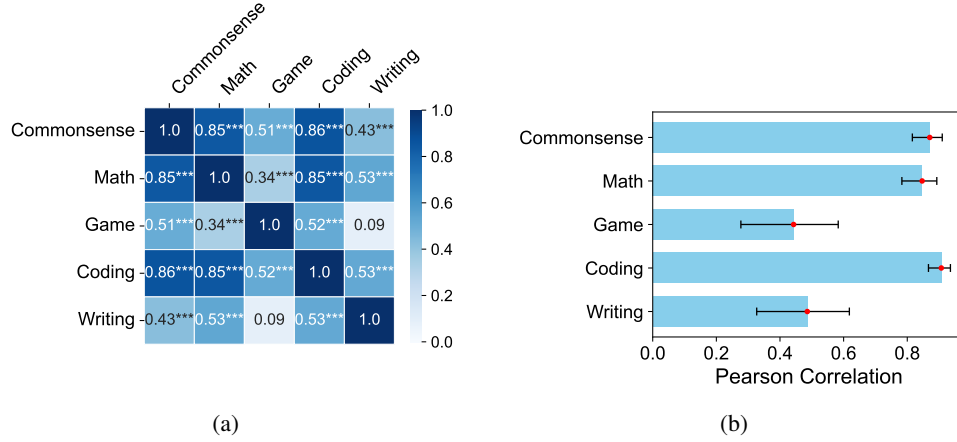 Commonsense
Math
Game
Coding
Writing
Commonsense 1.0 0.85*** 0.51*** 0.86*** 0.43***
Math 0.85*** 1.0 0.34*** 0.85*** 0.53***
Game 0.51*** 0.34*** 1.0 0.52*** 0.09
Coding 0.86*** 0.85*** 0.52*** 1.0 0.53***
Writing 0.43*** 0.53*** 0.09 0.53*** 1.0
1.0
0.8
0.6
0.4
0.2
0.0
(a)
Commonsense
Math
Game
Coding
Writing
0.0 0.2 0.4 0.6 0.8
Pearson Correlation
(b)